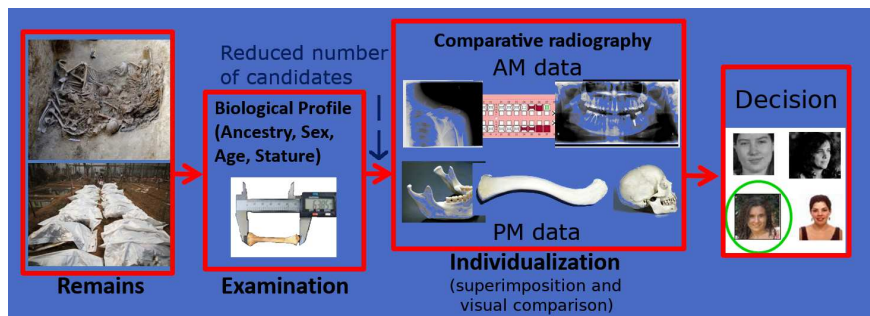 Remains
Reduced number
of candidates
Biological Profile
(Ancestry, Sex,
Age, Stature)
Examination
Comparative radiography
AM data
PM data
Individualization
(superimposition and
visual comparison)
Decision